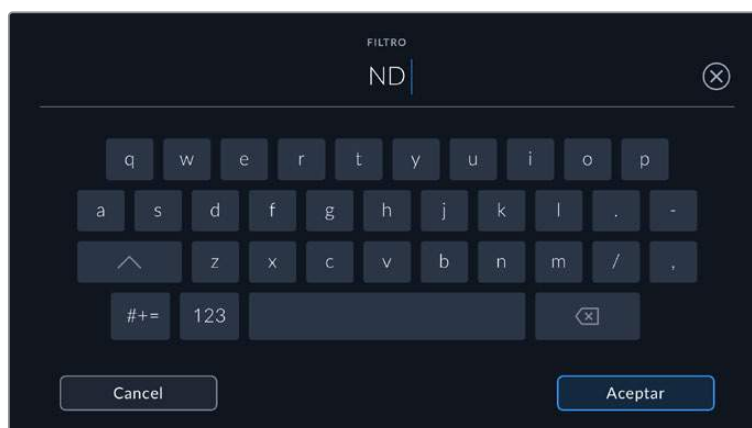 FILTRO
ND
q w e r t y u i o p
a s d f g h j k l . -
z x c v b n m / ,
#+= 123
Cancel Aceptar